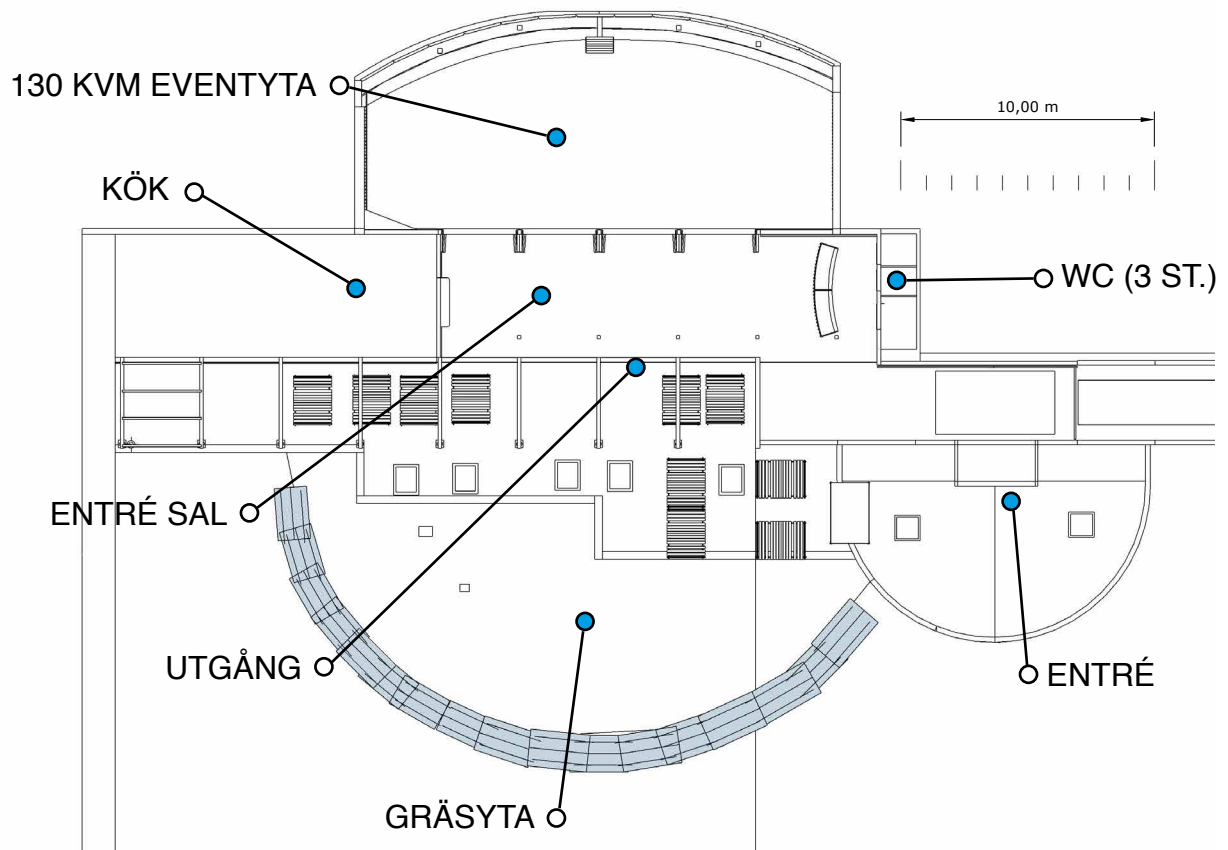 130 KVM EVENTYTA
10,00 m
KÖK
WC (3 ST.)
ENTRÉ SAL
UTGÅNG
ENTRÉ
GRÄSYTA